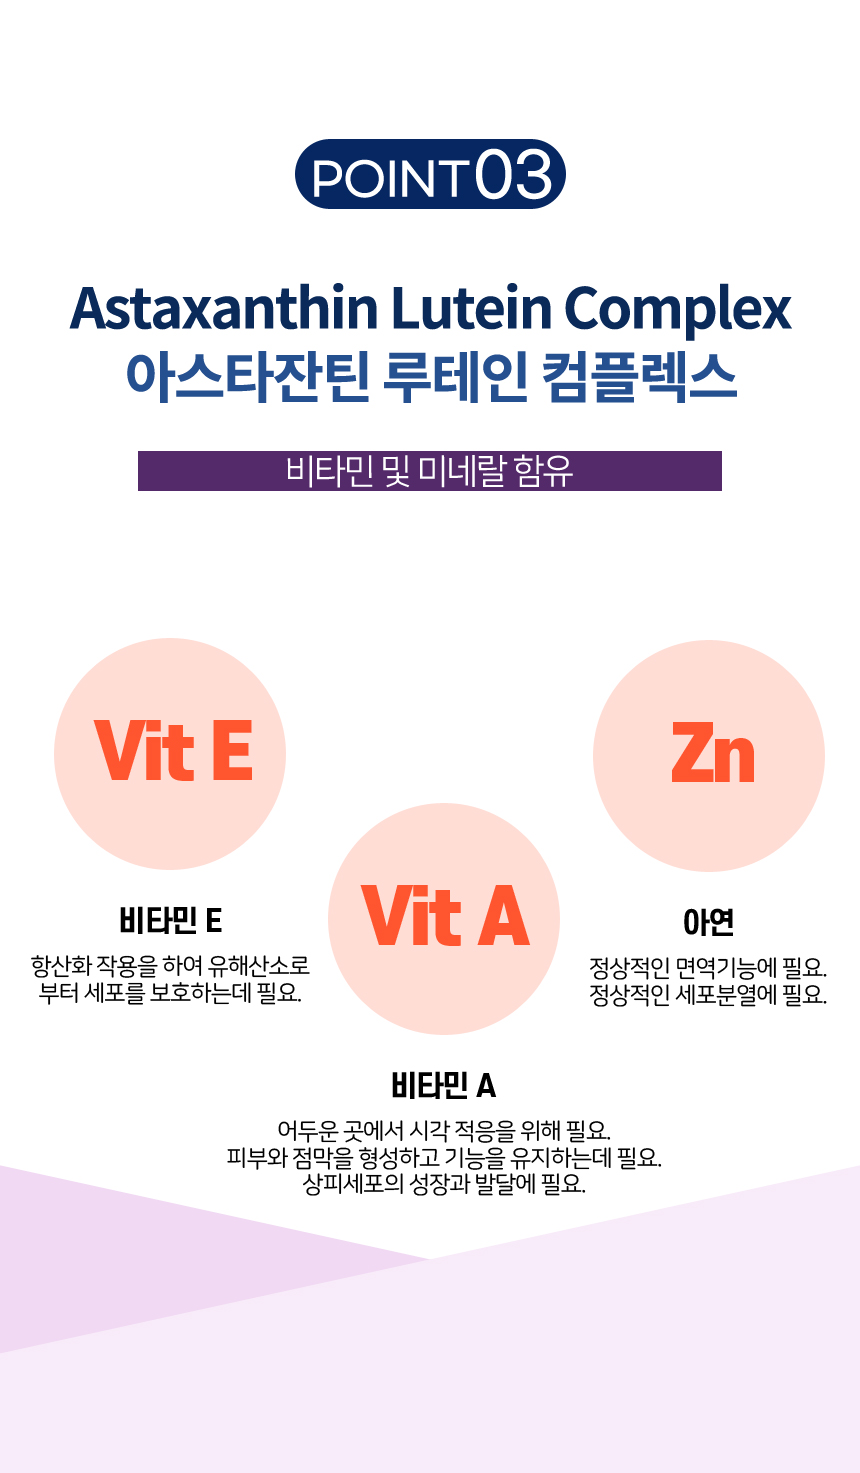 POINT 03
Astaxanthin Lutein Complex
아스타잔틴 루테인 컴플렉스
비타민 및 미네랄 함유
Vit E
비타민 E
항산화 작용을 하여 유해산소로
부터 세포를 보호하는데 필요.
Zn
아연
정상적인 면역기능에 필요.
정상적인 세포분열에 필요.
Vit A
비타민 A
어두운 곳에서 시각 적응을 위해 필요.
피부와 점막을 형성하고 기능을 유지하는데 필요.
상피세포의 성장과 발달에 필요.